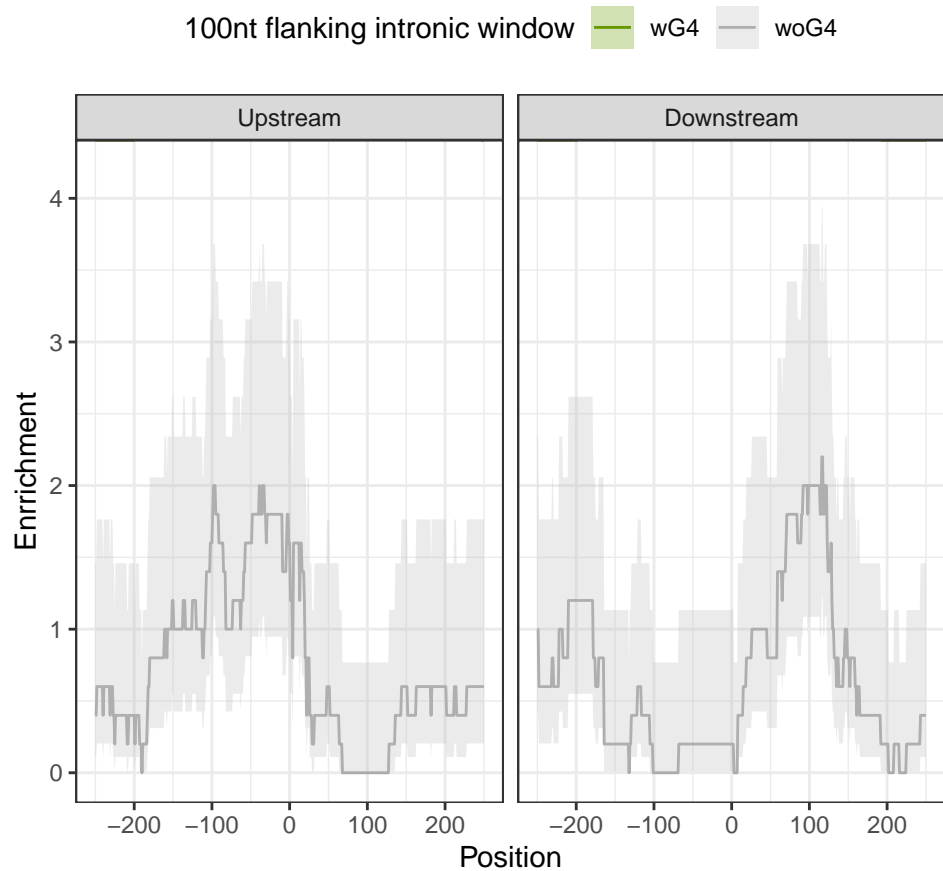 100nt flanking intronic window wG4 woG4
Upstream Downstream
4
3
2
1
0
Enrrichment
−200 −100 0 100 200 −200 −100 0 100 200
Position